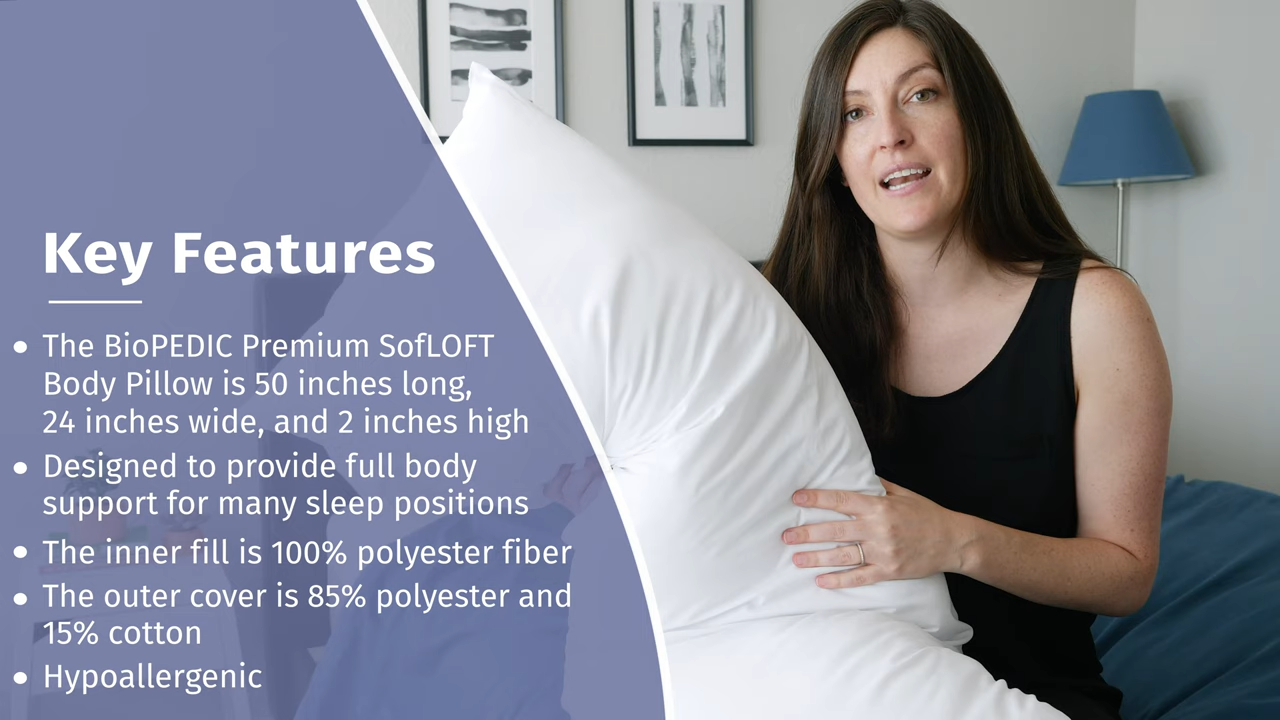 Key Features
• The BioPEDIC Premium SofLOFT
Body Pillow is 50 inches long,
24 inches wide, and 2 inches high
• Designed to provide full body
support for many sleep positions
• The inner fill is 100% polyester fiber
• The outer cover is 85% polyester and
15% cotton
• Hypoallergenic